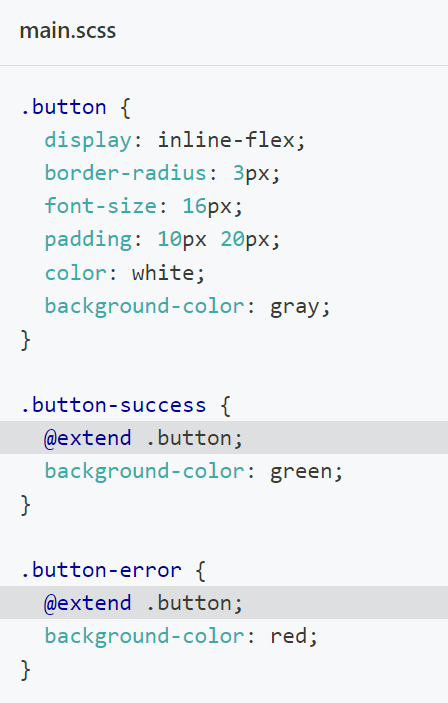 main.scss
.button {
  display: inline-flex;
  border-radius: 3px;
  font-size: 16px;
  padding: 10px 20px;
  color: white;
  background-color: gray;
}
.button-success {
  @extend .button;
  background-color: green;
}
.button-error {
  @extend .button;
  background-color: red;
}